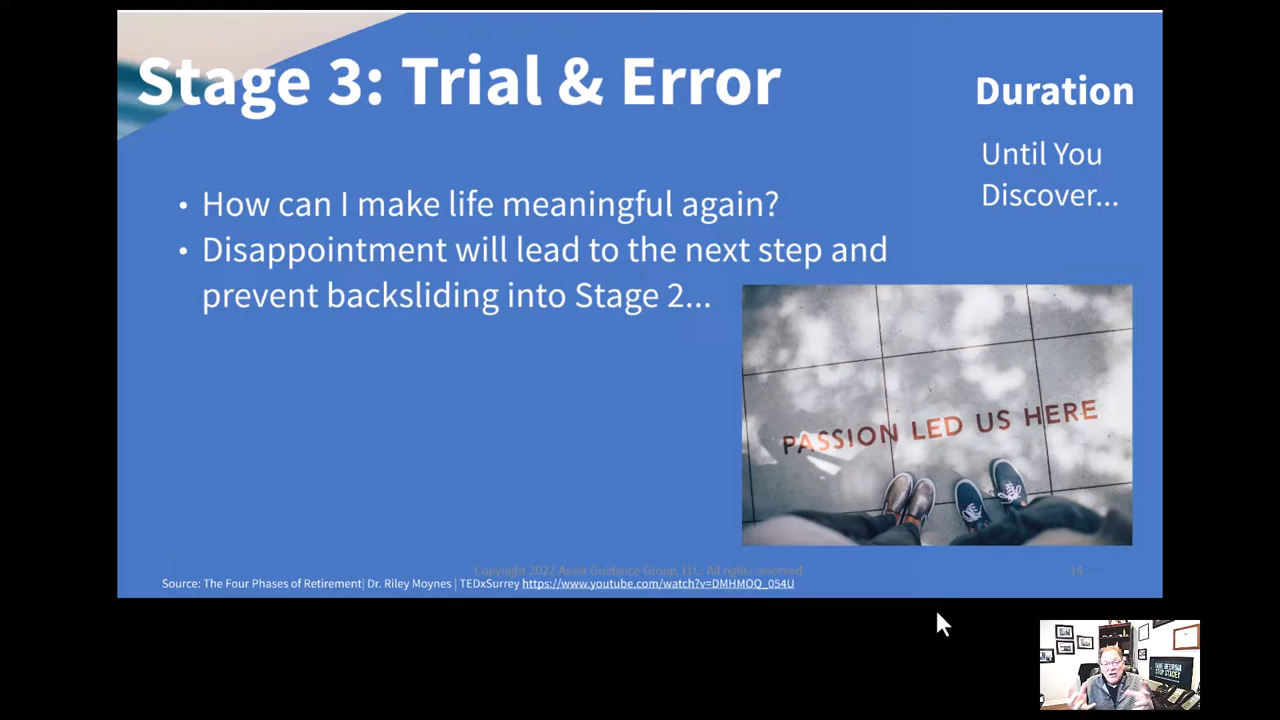 Stage 3: Trial & Error
Duration
Until You
Discover...
• How can I make life meaningful again?
• Disappointment will lead to the next step and
prevent backsliding into Stage 2...
PASSION LED US HERE
Copyright 2022 Asset Guidance Group, LLC. All rights reserved.
14
Source: The Four Phases of Retirement| Dr. Riley Moynes | TEDxSurrey https://www.youtube.com/watch?v=DMHMOQ_054U
STOP STACEY